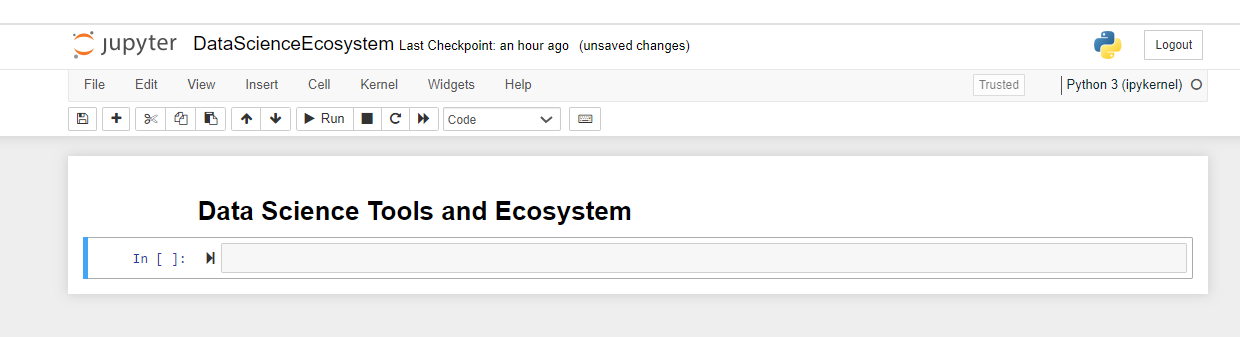 jupyter DataScienceEcosystem Last Checkpoint: an hour ago (unsaved changes) Logout
File Edit View Insert Cell Kernel Widgets Help Trusted Python 3 (ipykernel)
Run Code
Data Science Tools and Ecosystem
In [ ]: